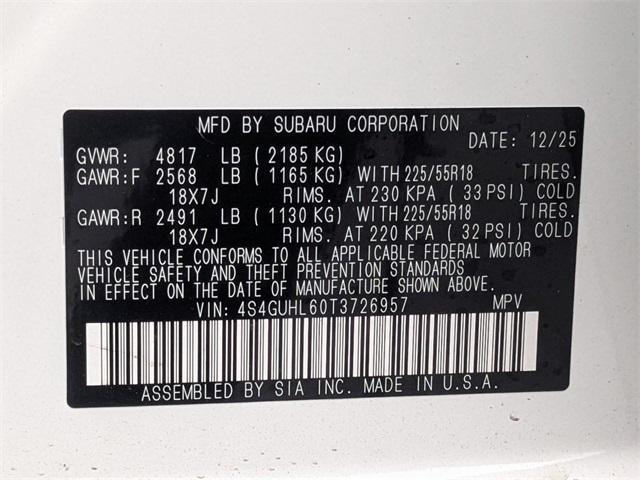 MFD BY SUBARU CORPORATION
DATE: 12/25
GVWR: 4817 LB (2185 KG)
GAWR:F 2568 LB (1165 KG) WITH 225/55R18 TIRES.
18X7J RIMS. AT 230 KPA (33 PSI) COLD
GAWR:R 2491 LB (1130 KG) WITH 225/55R18 TIRES.
18X7J RIMS. AT 220 KPA (32 PSI) COLD
THIS VEHICLE CONFORMS TO ALL APPLICABLE FEDERAL MOTOR
VEHICLE SAFETY AND THEFT PREVENTION STANDARDS
IN EFFECT ON THE DATE OF MANUFACTURE SHOWN ABOVE.
VIN: 4S4GUHL60T3726957 MPV
ASSEMBLED BY SIA INC. MADE IN U.S.A.